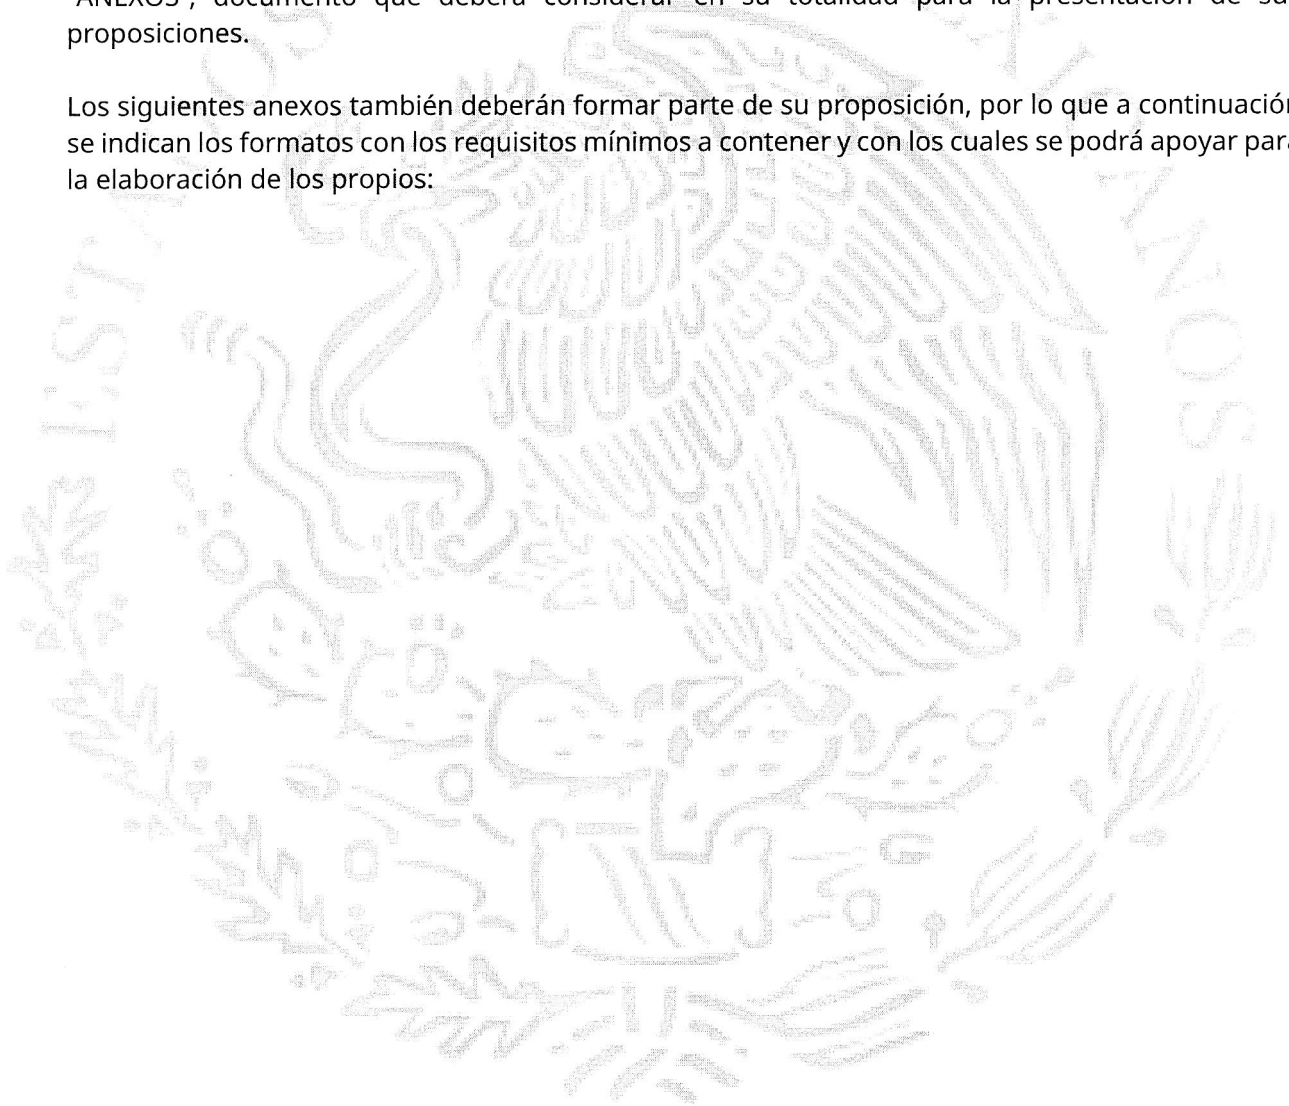 "ANEXOS", documento que deberá considerar en su totalidad para la presentación de su
proposiciones.
Los siguientes anexos también deberán formar parte de su proposición, por lo que a continuación
se indican los formatos con los requisitos mínimos a contener y con los cuales se podrá apoyar para
la elaboración de los propios: